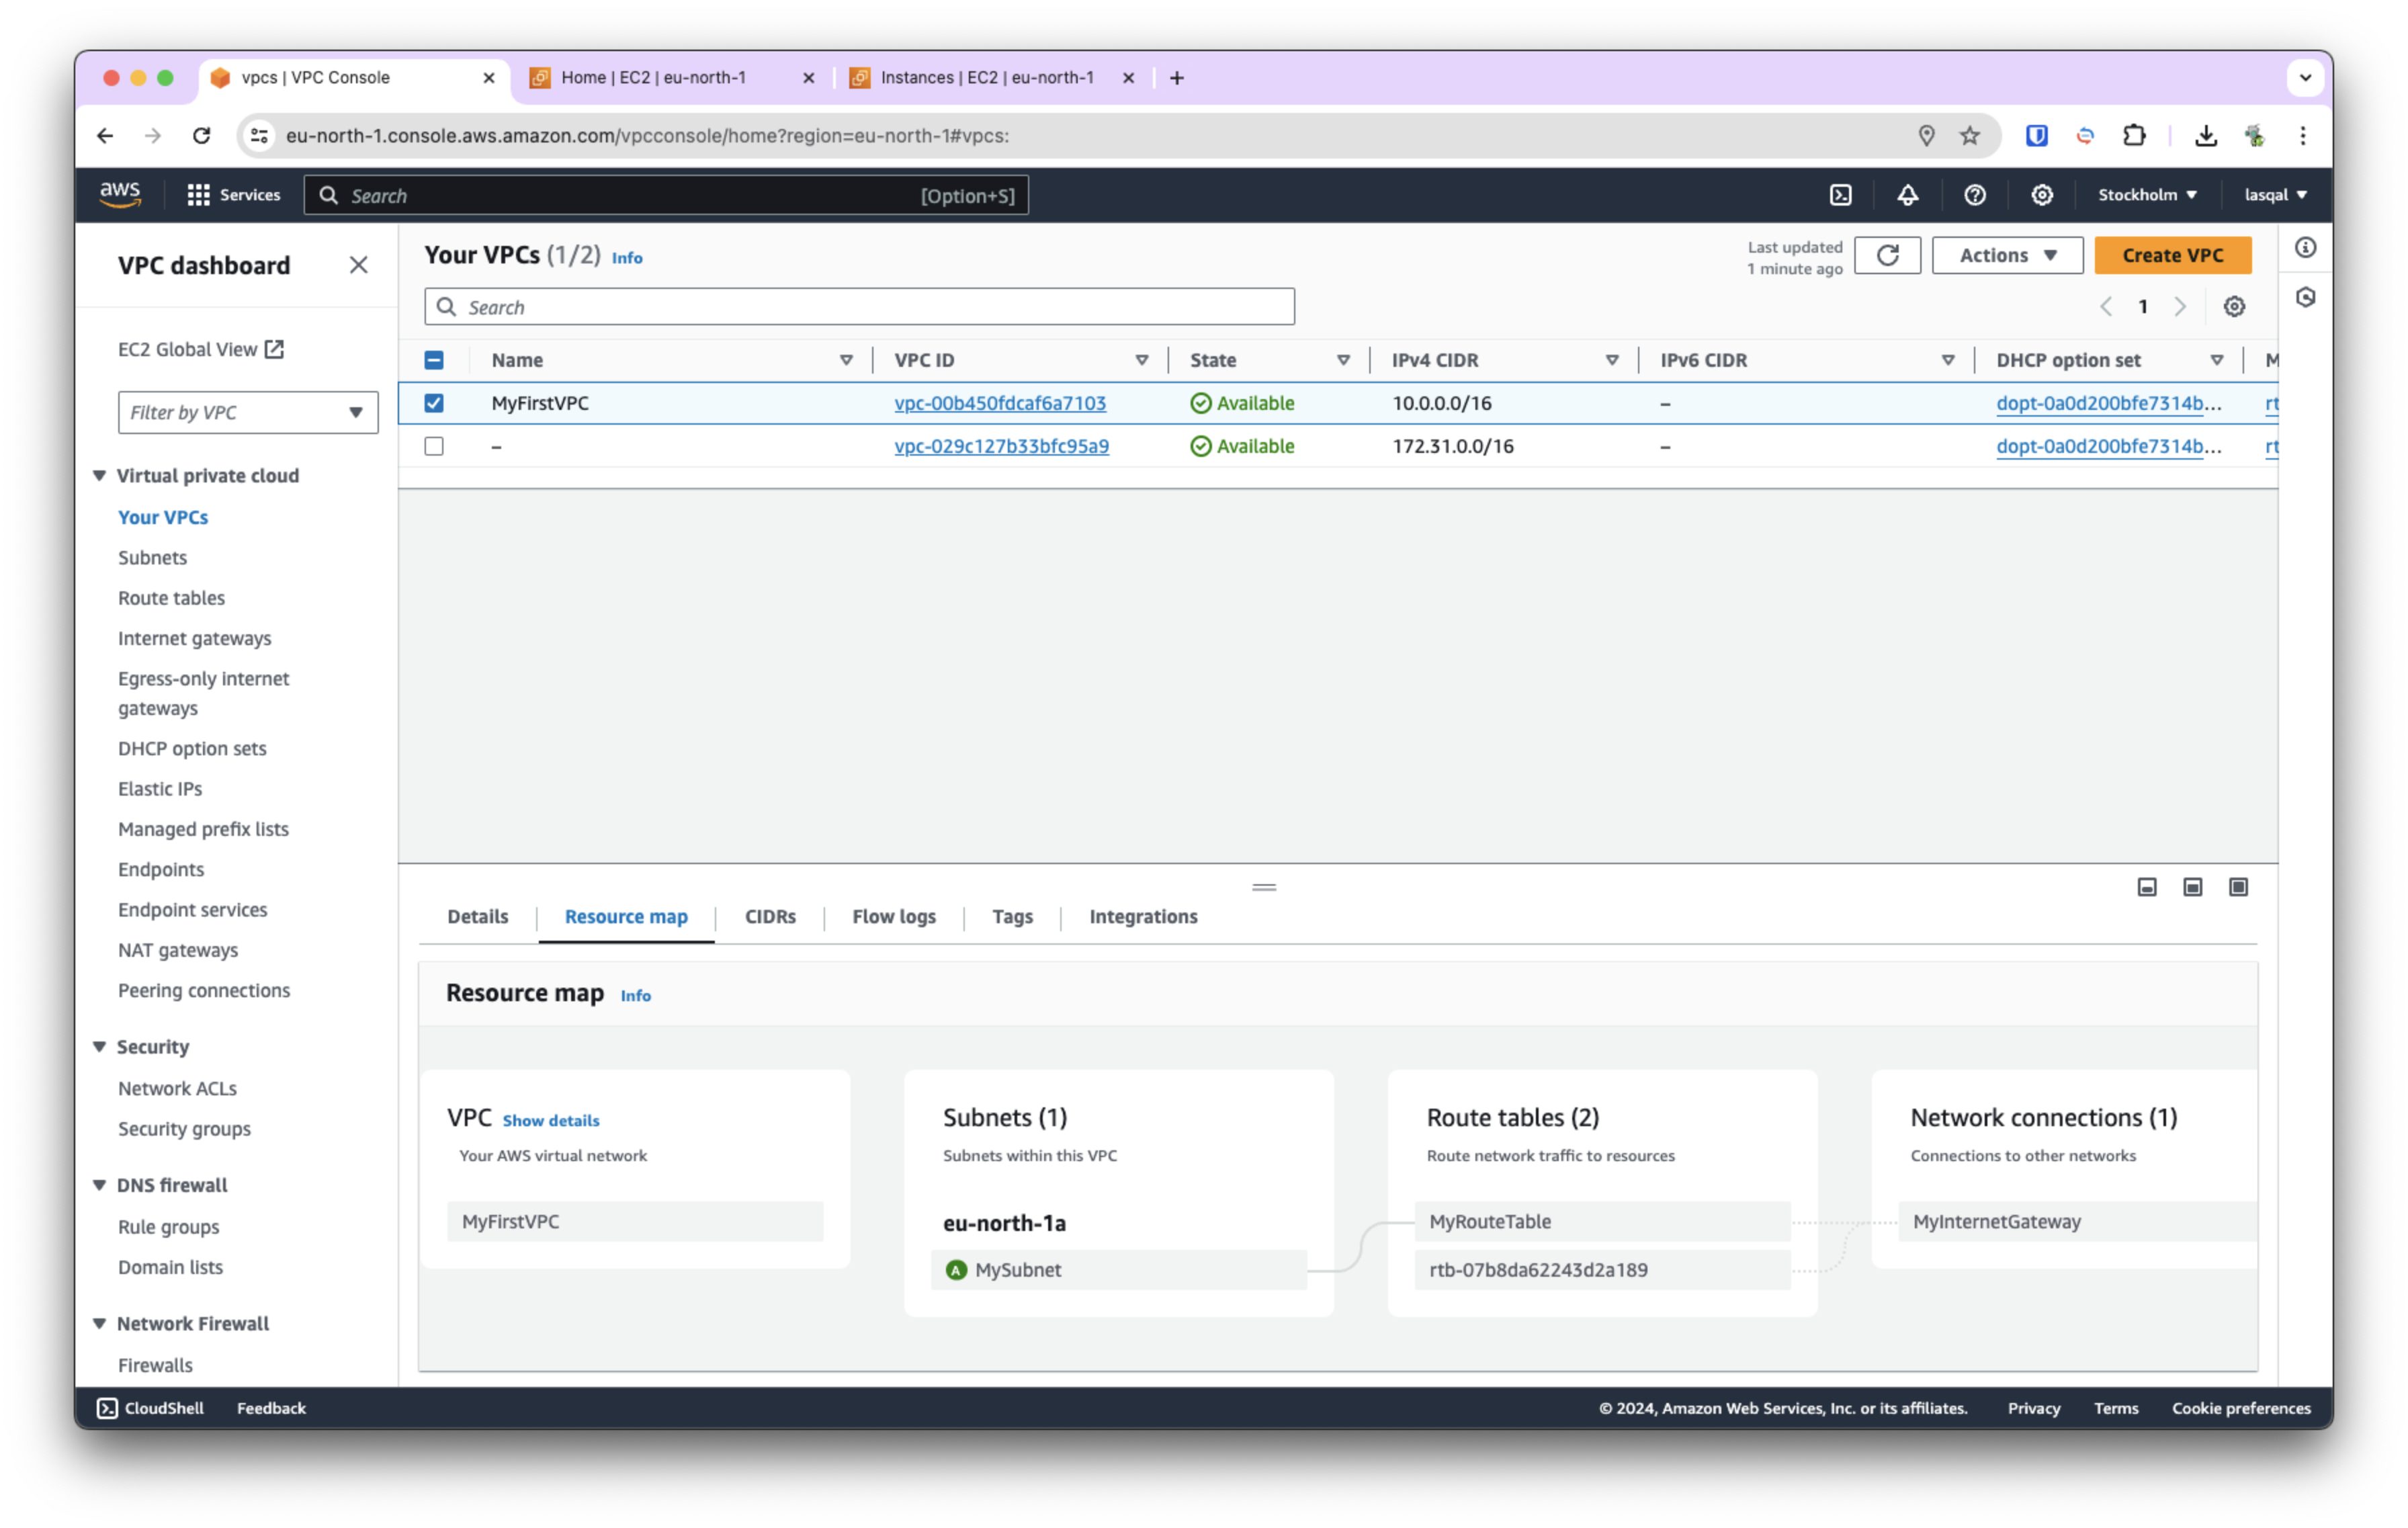 vpcs | VPC Console
Home | EC2 | eu-north-1
Instances | EC2 | eu-north-1
eu-north-1.console.aws.amazon.com/vpcconsole/home?region=eu-north-1#vpcs:
aws
Services
Search
[Option+S]
Stockholm
lasqal
VPC dashboard
EC2 Global View
Filter by VPC
Virtual private cloud
Your VPCs
Subnets
Route tables
Internet gateways
Egress-only internet
gateways
DHCP option sets
Elastic IPs
Managed prefix lists
Endpoints
Endpoint services
NAT gateways
Peering connections
Security
Network ACLs
Security groups
DNS firewall
Rule groups
Domain lists
Network Firewall
Firewalls
Your VPCs (1/2) Info
Last updated
1 minute ago
Actions
Create VPC
Search
1
Name VPC ID State IPv4 CIDR IPv6 CIDR DHCP option set M
MyFirstVPC vpc-00b450fdcaf6a7103 Available 10.0.0.0/16 – dopt-0a0d200bfe7314b... rt
– vpc-029c127b33bfc95a9 Available 172.31.0.0/16 – dopt-0a0d200bfe7314b... rt
Details
Resource map
CIDRs
Flow logs
Tags
Integrations
Resource map Info
VPC Show details
Your AWS virtual network
MyFirstVPC
Subnets (1)
Subnets within this VPC
eu-north-1a
A MySubnet
Route tables (2)
Route network traffic to resources
MyRouteTable
rtb-07b8da62243d2a189
Network connections (1)
Connections to other networks
MyInternetGateway
CloudShell
Feedback
© 2024, Amazon Web Services, Inc. or its affiliates.
Privacy
Terms
Cookie preferences